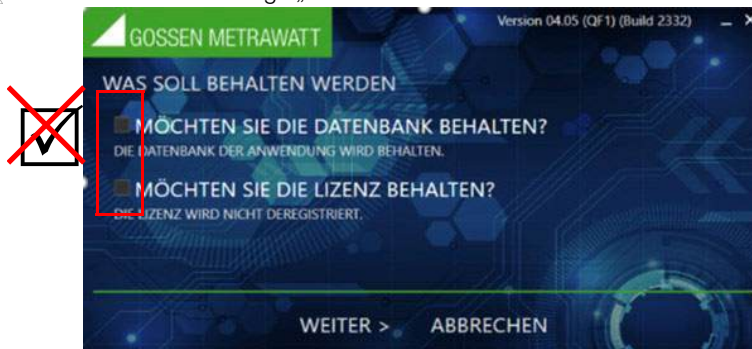 Version 04.05 (QF1) (Build 2332)
GOSSEN METRAWATT
WAS SOLL BEHALTEN WERDEN
MÖCHTEN SIE DIE DATENBANK BEHALTEN?
DIE DATENBANK DER ANWENDUNG WIRD BEHALTEN.
MÖCHTEN SIE DIE LIZENZ BEHALTEN?
DIE LIZENZ WIRD NICHT DEREGISTRIERT.
WEITER > ABBRECHEN